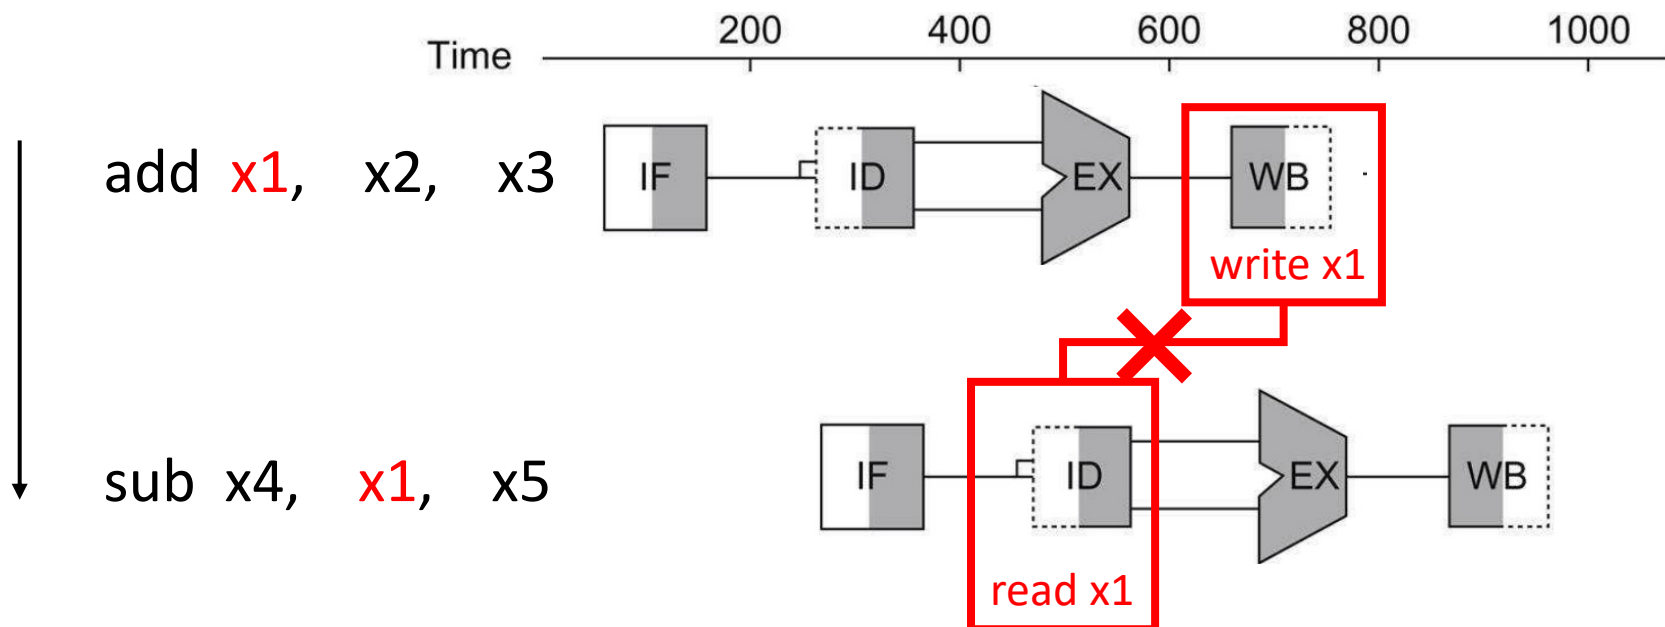 200 400 600 800 1000
Time
add x1, x2, x3 IF ID EX WB
write x1
sub x4, x1, x5 IF ID EX WB
read x1